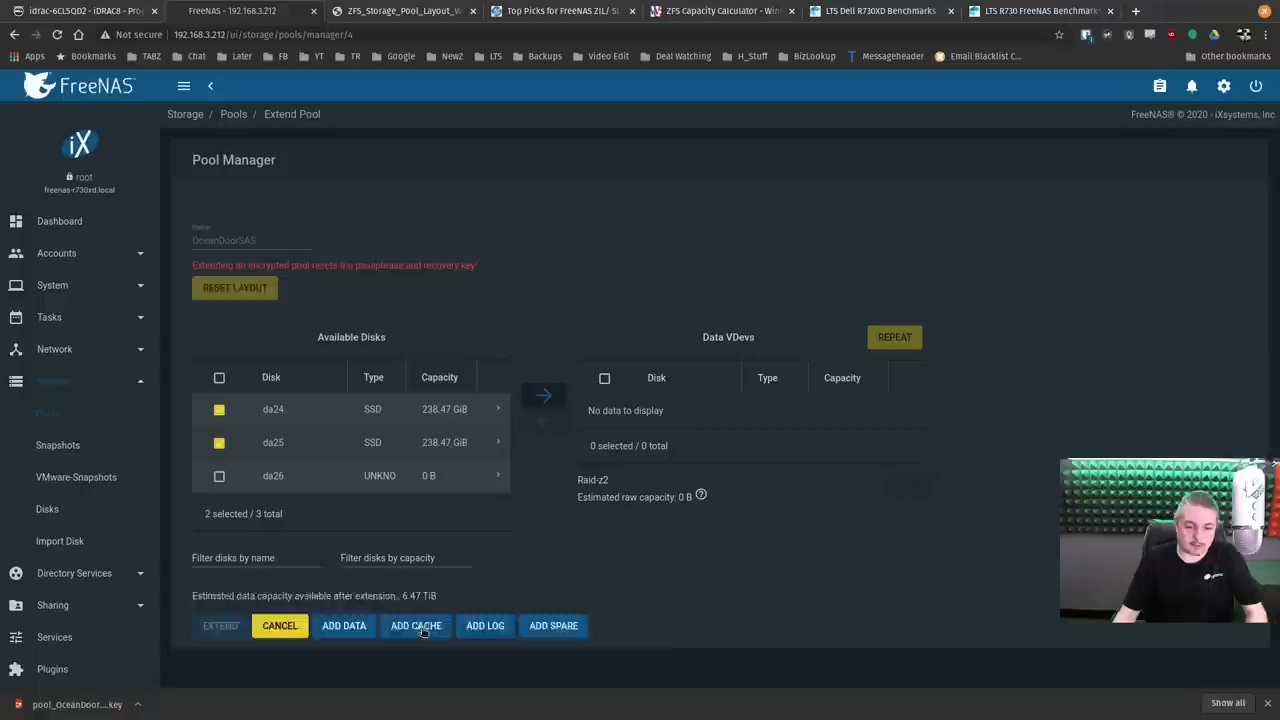 idrac-6CL5QD2 - iDRAC8 - Pro
FreeNAS - 192.168.3.212
ZFS_Storage_Pool_Layout_W
Top Picks for FreeNAS ZIL/ SL
ZFS Capacity Calculator - Win
LTS Dell R730XD Benchmarks
LTS R730 FreeNAS Benchmark
Not secure
192.168.3.212/ui/storage/pools/manager/4
Apps
Bookmarks
TABZ
Chat
Later
FB
YT
TR
Google
NewZ
LTS
Backups
Video Edit
Deal Watching
H_Stuff
BizLookup
Messageheader
Email Blacklist C...
Other bookmarks
FreeNAS
Storage / Pools / Extend Pool
FreeNAS® © 2020 - iXsystems, Inc.
iX
root
freenas-r730xd.local
Dashboard
Accounts
System
Tasks
Network
Storage
Pools
Snapshots
VMware-Snapshots
Disks
Import Disk
Directory Services
Sharing
Services
Plugins
Pool Manager
Name
OceanDoorSAS
Extending an encrypted pool resets the passphrase and recovery key!
RESET LAYOUT
Available Disks
Disk Type Capacity
da24 SSD 238.47 GiB
da25 SSD 238.47 GiB
da26 UNKNO 0 B
2 selected / 3 total
Filter disks by name
Filter disks by capacity
Data VDevs
REPEAT
Disk Type Capacity
No data to display
0 selected / 0 total
Raid-z2
Estimated raw capacity: 0 B
Estimated data capacity available after extension.: 6.47 TiB
EXTEND
CANCEL
ADD DATA
ADD CACHE
ADD LOG
ADD SPARE
pool_OceanDoor....key
Show all